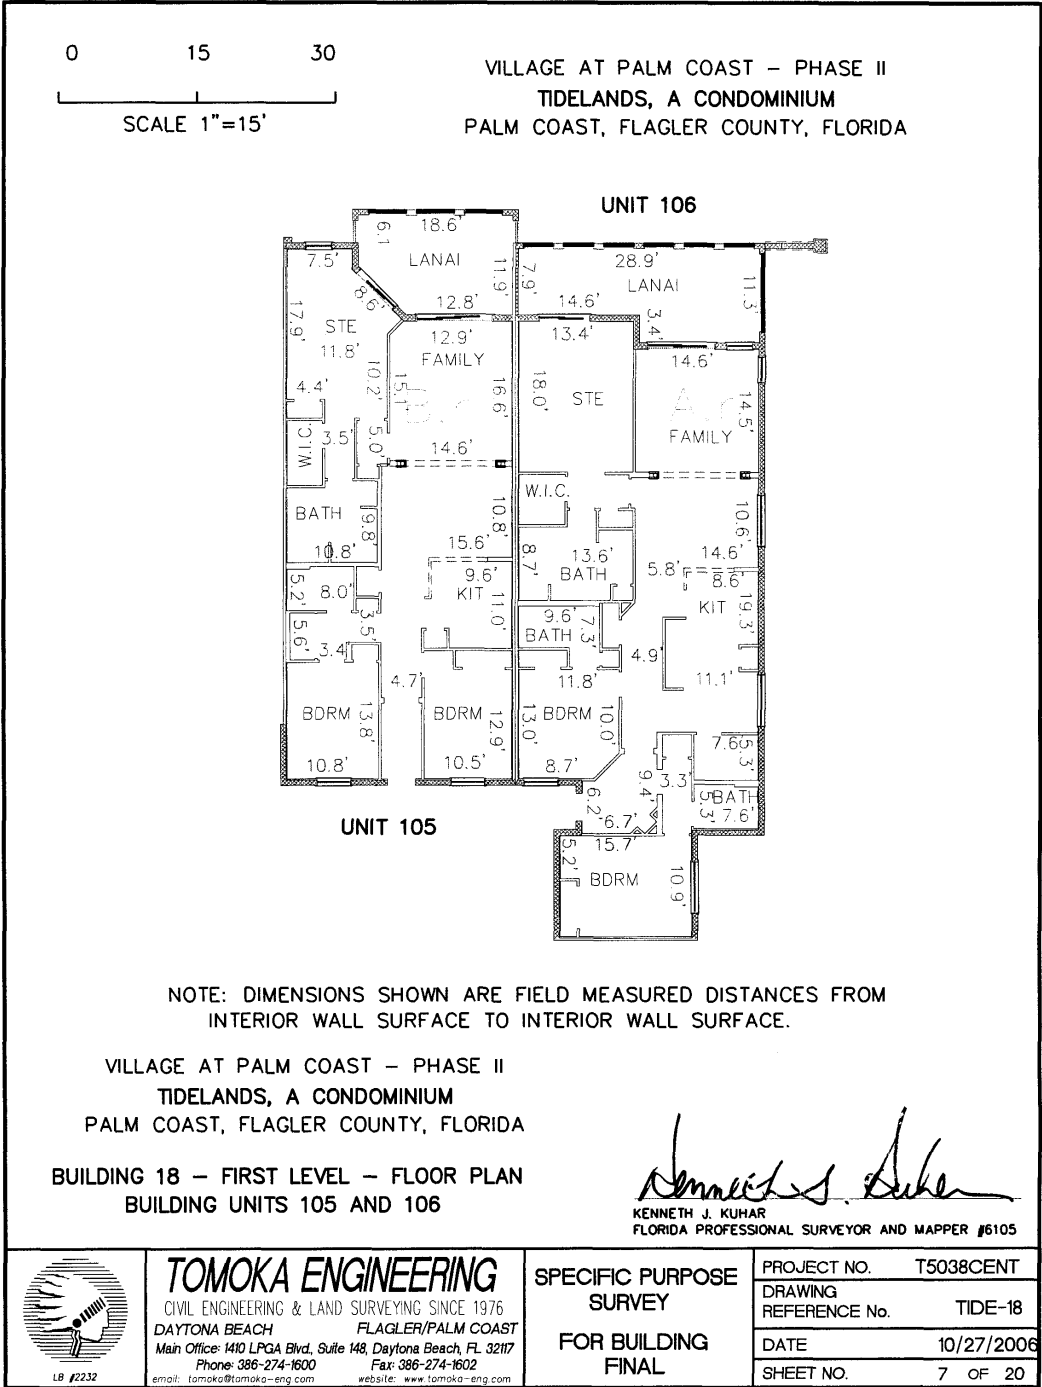 0 15 30
SCALE 1"=15'
VILLAGE AT PALM COAST – PHASE II
TIDELANDS, A CONDOMINIUM
PALM COAST, FLAGLER COUNTY, FLORIDA
UNIT 106
18.6'
6.1
LANAI
11.9'
12.8'
7.5'
8.6'
17.9'
STE
11.8'
10.2'
4.4'
W.I.C.
3.5'
5.0'
12.9'
FAMILY
15.1'
16.6'
14.6'
BATH
9.8'
10.8'
10.8'
15.6'
9.6'
KIT
11.0'
5.2'
8.0'
5.6'
3.4
3.5'
4.7'
BDRM
13.8'
10.8'
BDRM
12.9'
10.5'
UNIT 105
28.9'
7.9'
LANAI
11.3'
14.6'
3.4'
13.4'
18.0'
STE
14.6'
14.5'
FAMILY
W.I.C.
8.7'
13.6'
BATH
10.6'
14.6'
5.8'
8.6'
KIT
19.3'
9.6'
BATH
7.3'
4.9'
11.1'
11.8'
BDRM
13.0'
10.0'
8.7'
7.6'
5.3'
3.3'
9.4'
6.2'
6.7'
BATH
5.3'
7.6'
15.7'
5.2'
BDRM
10.9'
NOTE: DIMENSIONS SHOWN ARE FIELD MEASURED DISTANCES FROM
INTERIOR WALL SURFACE TO INTERIOR WALL SURFACE.
VILLAGE AT PALM COAST – PHASE II
TIDELANDS, A CONDOMINIUM
PALM COAST, FLAGLER COUNTY, FLORIDA
BUILDING 18 – FIRST LEVEL – FLOOR PLAN
BUILDING UNITS 105 AND 106
KENNETH J. KUHAR
FLORIDA PROFESSIONAL SURVEYOR AND MAPPER #6105
LB #2232
TOMOKA ENGINEERING
CIVIL ENGINEERING & LAND SURVEYING SINCE 1976
DAYTONA BEACH FLAGLER/PALM COAST
Main Office: 1410 LPGA Blvd., Suite 148, Daytona Beach, FL 32117
Phone: 386-274-1600 Fax: 386-274-1602
email: tomoka@tomoka-eng.com website: www.tomoka-eng.com
SPECIFIC PURPOSE
SURVEY
FOR BUILDING
FINAL
PROJECT NO. T5038CENT
DRAWING
REFERENCE No. TIDE-18
DATE 10/27/2006
SHEET NO. 7 OF 20